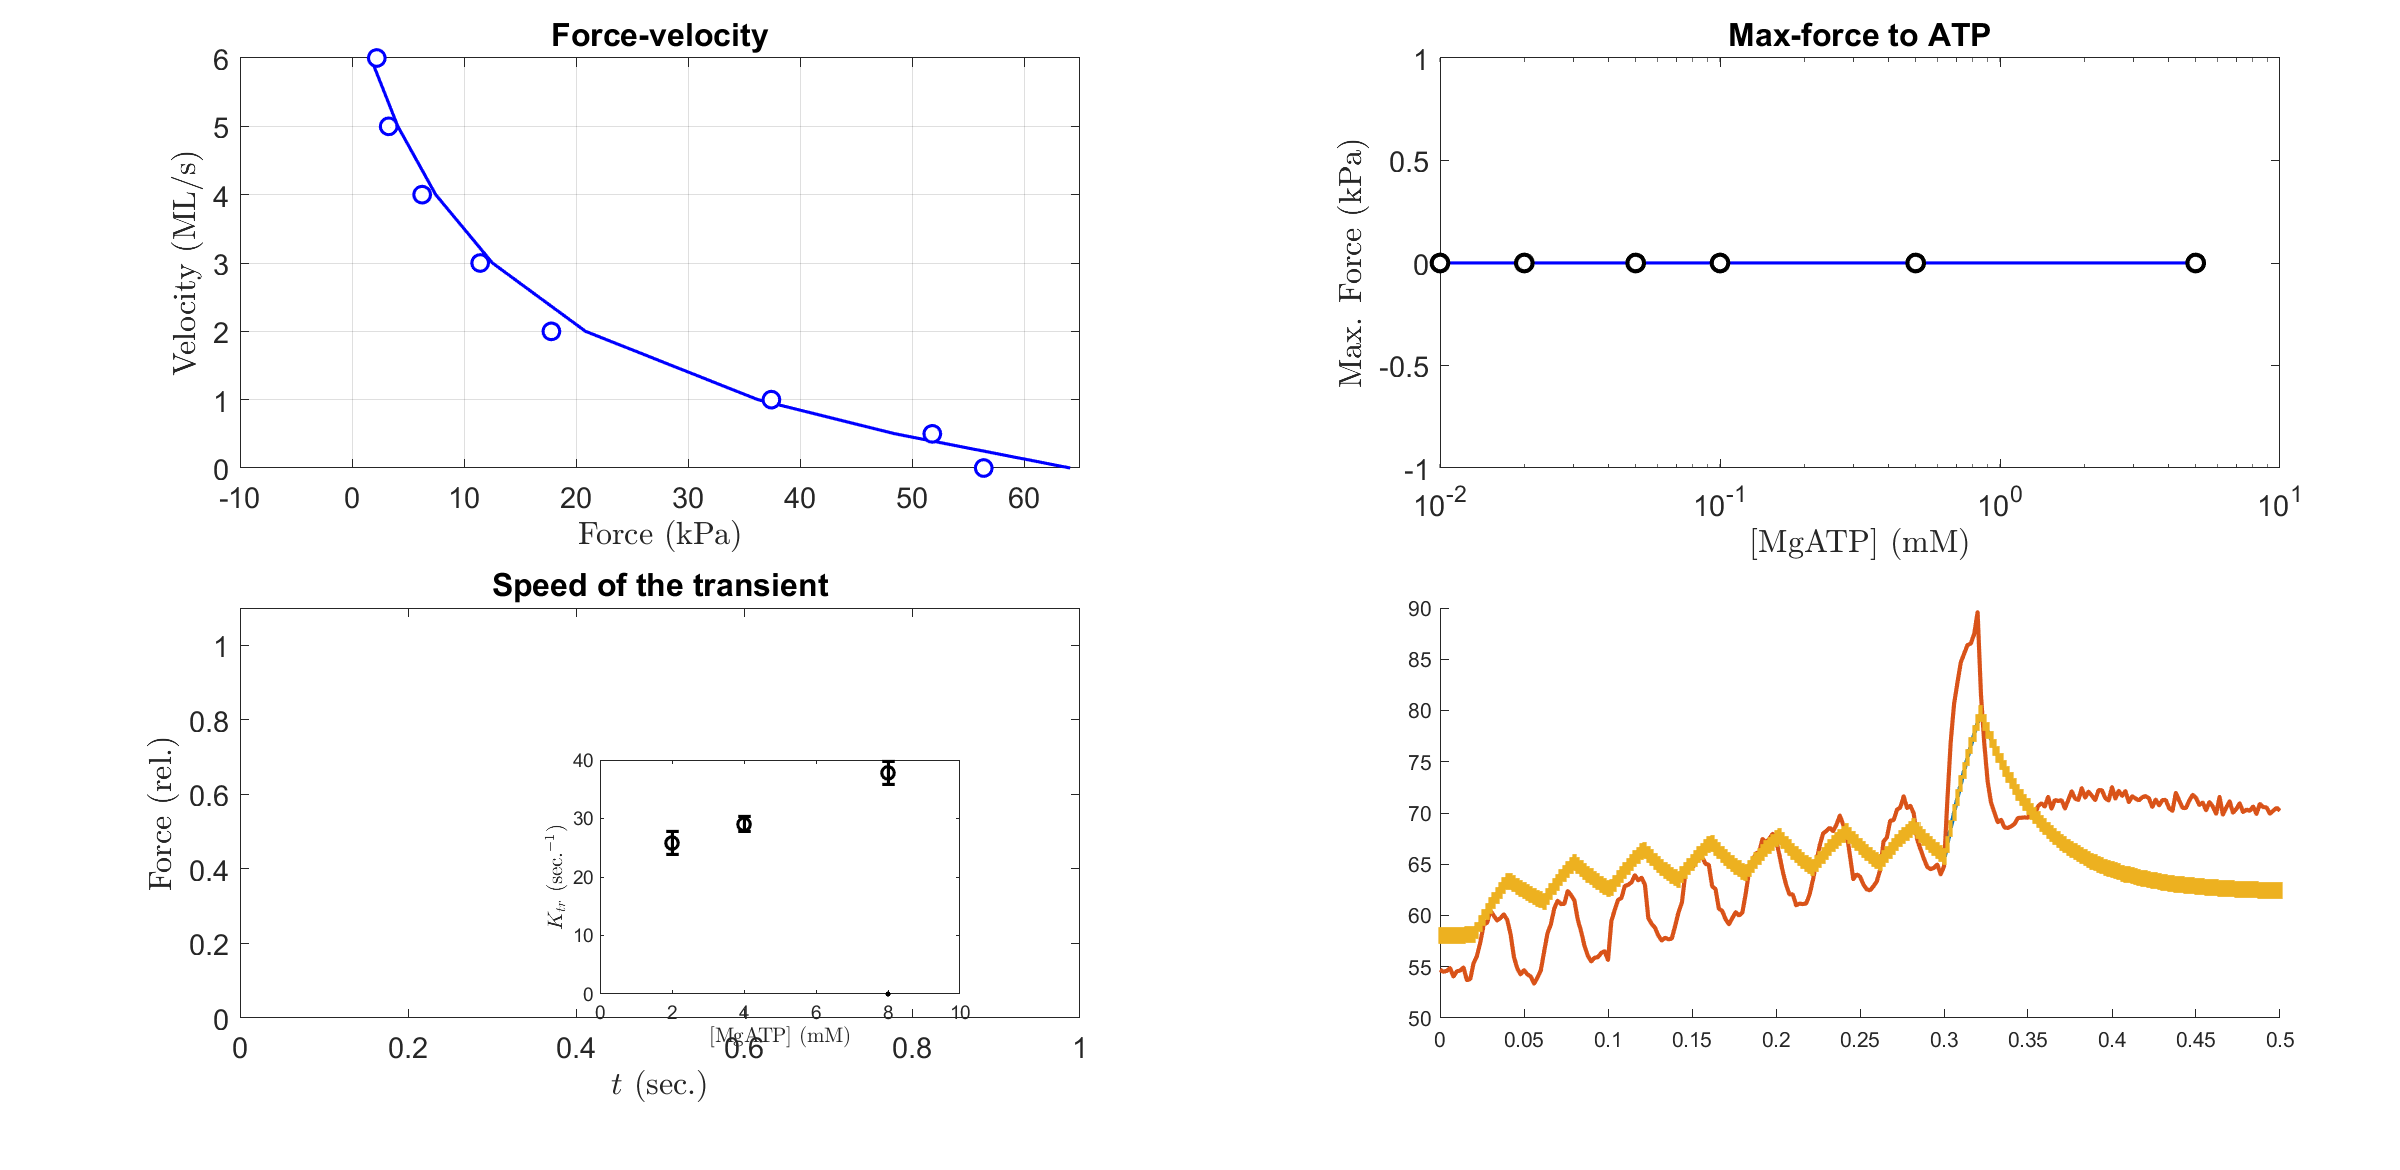 Force-velocity
6
5
4
3
2
1
0
Velocity (ML/s)
-10 0 10 20 30 40 50 60
Force (kPa)
Max-force to ATP
1
0.5
0
-0.5
-1
Max. Force (kPa)
10-2 10-1 100 101
[MgATP] (mM)
Speed of the transient
1
0.8
0.6
0.4
0.2
0
Force (rel.)
0 0.2 0.4 0.6 0.8 1
t (sec.)
40
30
20
10
0
Ktr (sec.-1)
0 2 4 6 8 10
[MgATP] (mM)
90
85
80
75
70
65
60
55
50
0 0.05 0.1 0.15 0.2 0.25 0.3 0.35 0.4 0.45 0.5